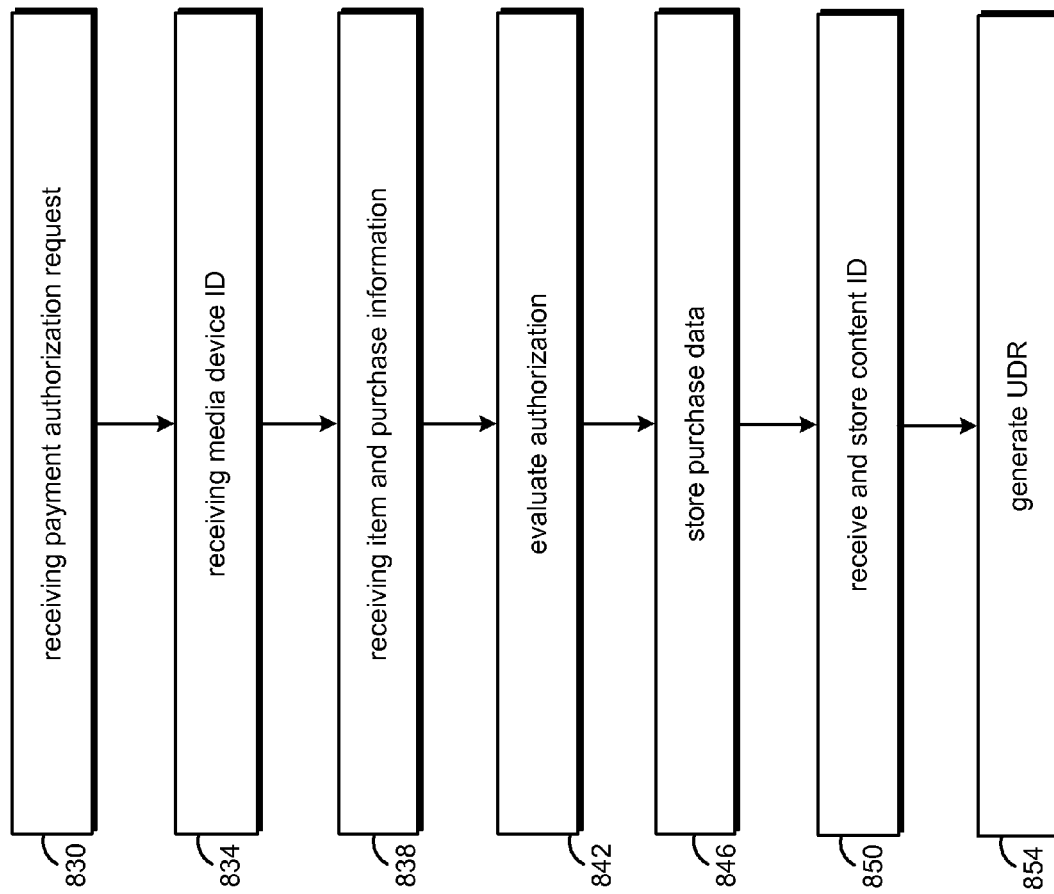 receiving payment authorization request
830
receiving media device ID
834
receiving item and purchase information
838
evaluate authorization
842
store purchase data
846
receive and store content ID
850
generate UDR
854